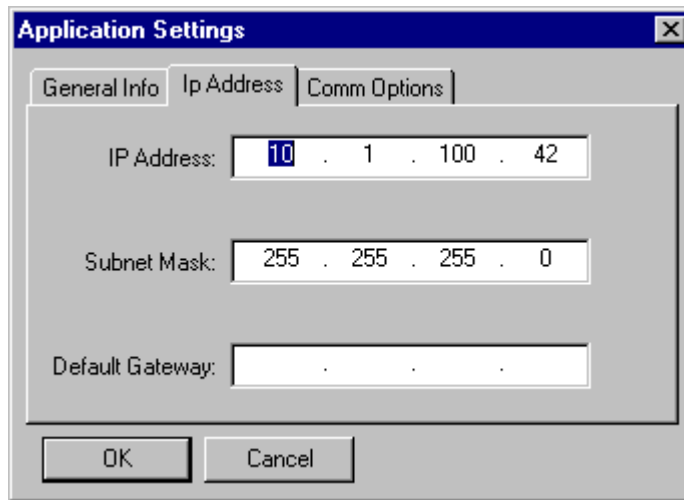 Application Settings
General Info Ip Address Comm Options
IP Address: 10 . 1 . 100 . 42
Subnet Mask: 255 . 255 . 255 . 0
Default Gateway: . . .
OK Cancel